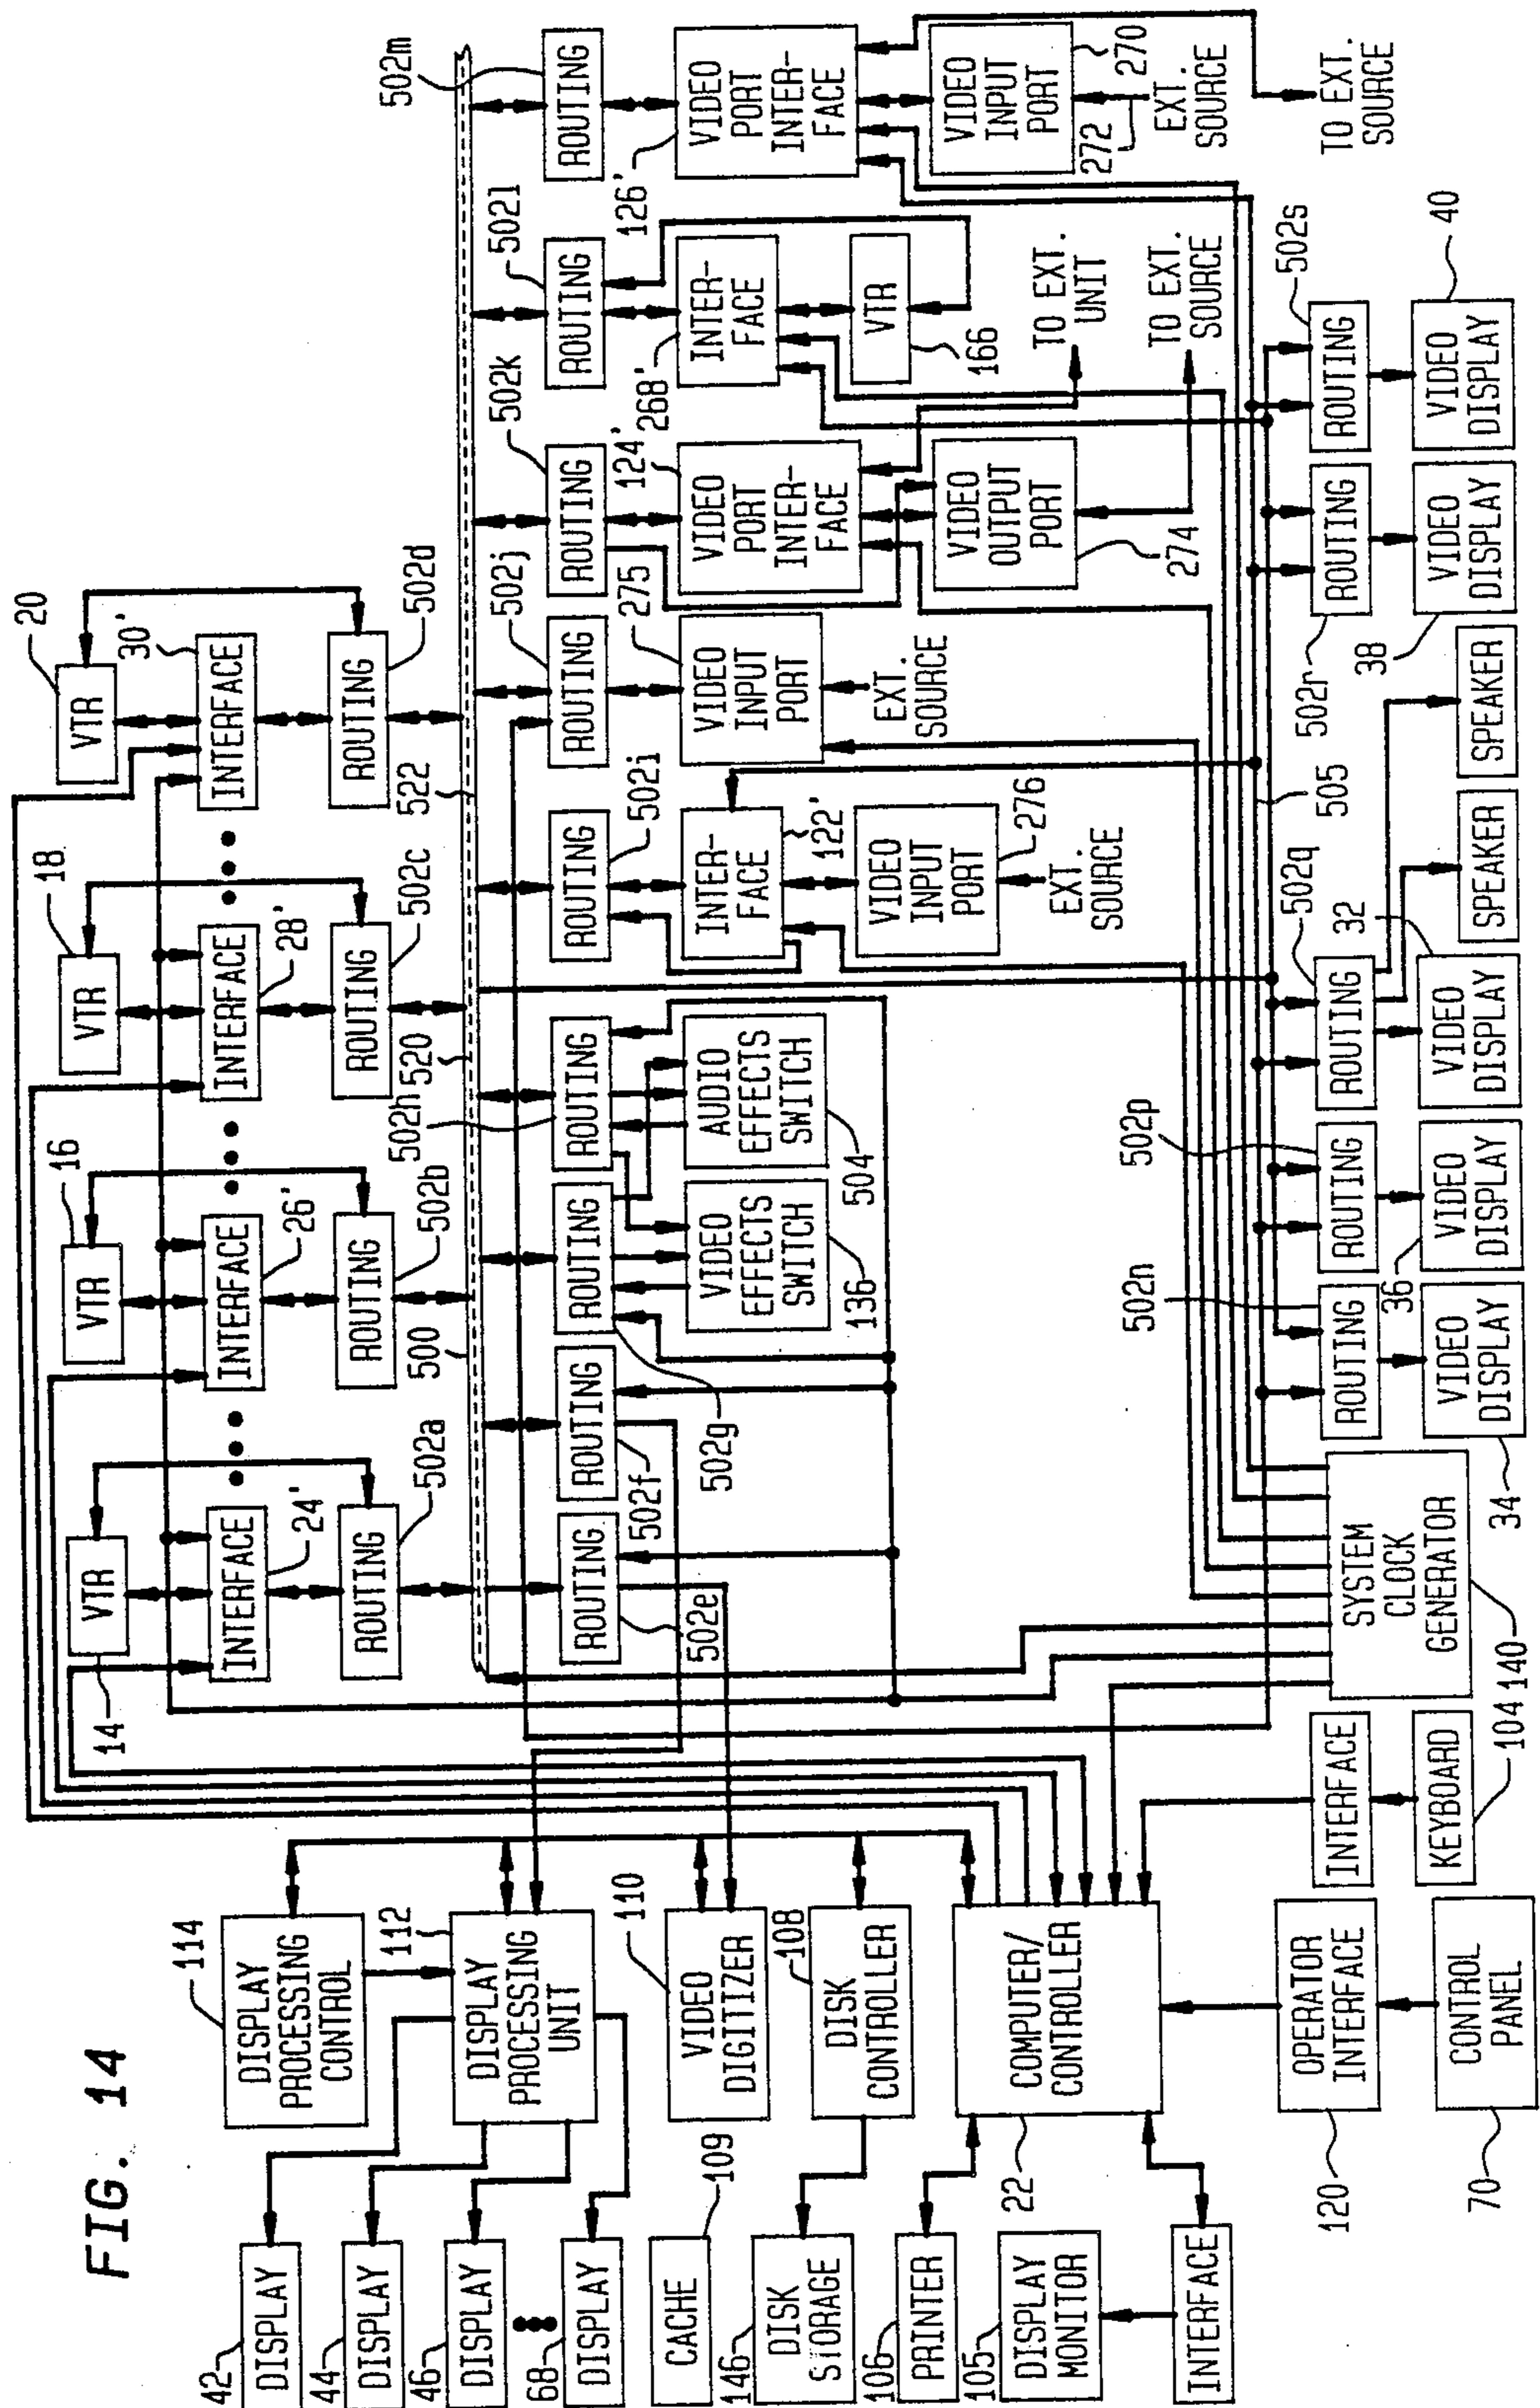 FIG. 14
42
DISPLAY
44
DISPLAY
46
DISPLAY
68
DISPLAY
CACHE
109
146
DISK
STORAGE
106
PRINTER
105
DISPLAY
MONITOR
INTERFACE
114
DISPLAY
PROCESSING
CONTROL
112
DISPLAY
PROCESSING
UNIT
110
VIDEO
DIGITIZER
108
DISK
CONTROLLER
COMPUTER/
CONTROLLER
22
OPERATOR
INTERFACE
120
CONTROL
PANEL
70
INTERFACE
KEYBOARD
104
SYSTEM
CLOCK
GENERATOR
140
14
VTR
INTERFACE
24'
ROUTING
502a
16
VTR
INTERFACE
26'
ROUTING
502b
18
VTR
INTERFACE
28'
ROUTING
502c
20
VTR
30'
INTERFACE
ROUTING
502d
500
520
522
ROUTING
502e
ROUTING
502f
ROUTING
502g
VIDEO
EFFECTS
SWITCH
136
502h
ROUTING
AUDIO
EFFECTS
SWITCH
504
ROUTING
502i
INTER-
FACE
122'
VIDEO
INPUT
PORT
276
EXT.
SOURCE
502j
ROUTING
275
VIDEO
INPUT
PORT
EXT.
SOURCE
502k
ROUTING
124'
VIDEO
PORT
INTER-
FACE
VIDEO
OUTPUT
PORT
274
TO EXT.
UNIT
TO EXT.
SOURCE
502l
ROUTING
268'
INTER-
FACE
VTR
166
502m
ROUTING
126'
VIDEO
PORT
INTER-
FACE
VIDEO
INPUT
PORT
270
272
EXT.
SOURCE
TO EXT.
SOURCE
505
502n
ROUTING
VIDEO
DISPLAY
34
502p
ROUTING
36
VIDEO
DISPLAY
502q
ROUTING
32
VIDEO
DISPLAY
SPEAKER
SPEAKER
502r
ROUTING
38
VIDEO
DISPLAY
502s
ROUTING
40
VIDEO
DISPLAY